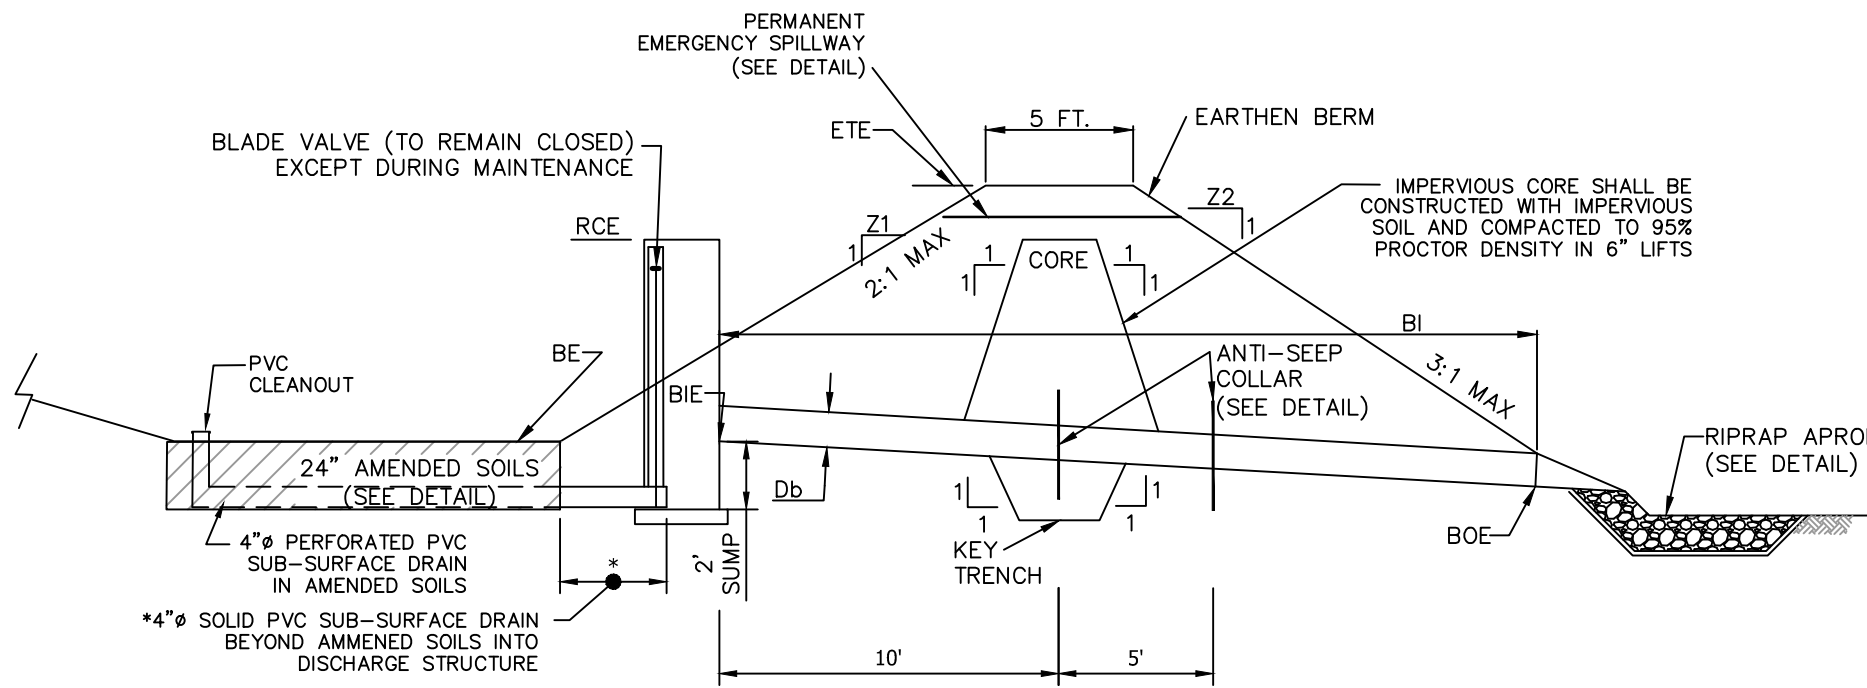 PERMANENT
EMERGENCY SPILLWAY
(SEE DETAIL)
5 FT.
ETE
EARTHEN BERM
BLADE VALVE (TO REMAIN CLOSED)
EXCEPT DURING MAINTENANCE
IMPERVIOUS CORE SHALL BE
CONSTRUCTED WITH IMPERVIOUS
SOIL AND COMPACTED TO 95%
PROCTOR DENSITY IN 6" LIFTS
RCE
Z1
1
2:1 MAX
Z2
1
CORE
1
1
1
1
BI
3:1 MAX
PVC
CLEANOUT
BE
BIE
ANTI-SEEP
COLLAR
(SEE DETAIL)
RIPRAP APRO
(SEE DETAIL)
24" AMENDED SOILS
(SEE DETAIL)
Db
1
1
1
1
BOE
4"ø PERFORATED PVC
SUB-SURFACE DRAIN
IN AMENDED SOILS
*
2'
SUMP
KEY
TRENCH
*4"ø SOLID PVC SUB-SURFACE DRAIN
BEYOND AMMENED SOILS INTO
DISCHARGE STRUCTURE
10'
5'